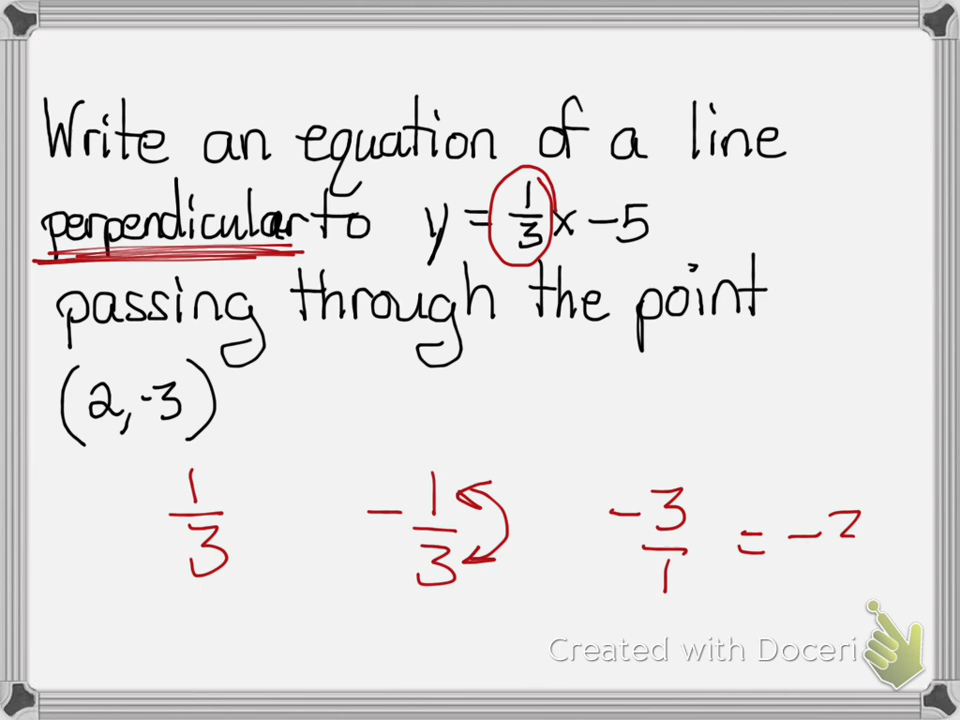 Write an equation of a line
perpendicular to y = 1/3 x - 5
passing through the point
(2, -3)
1/3 - 1/3 -3/1 = -
Created with Doceri